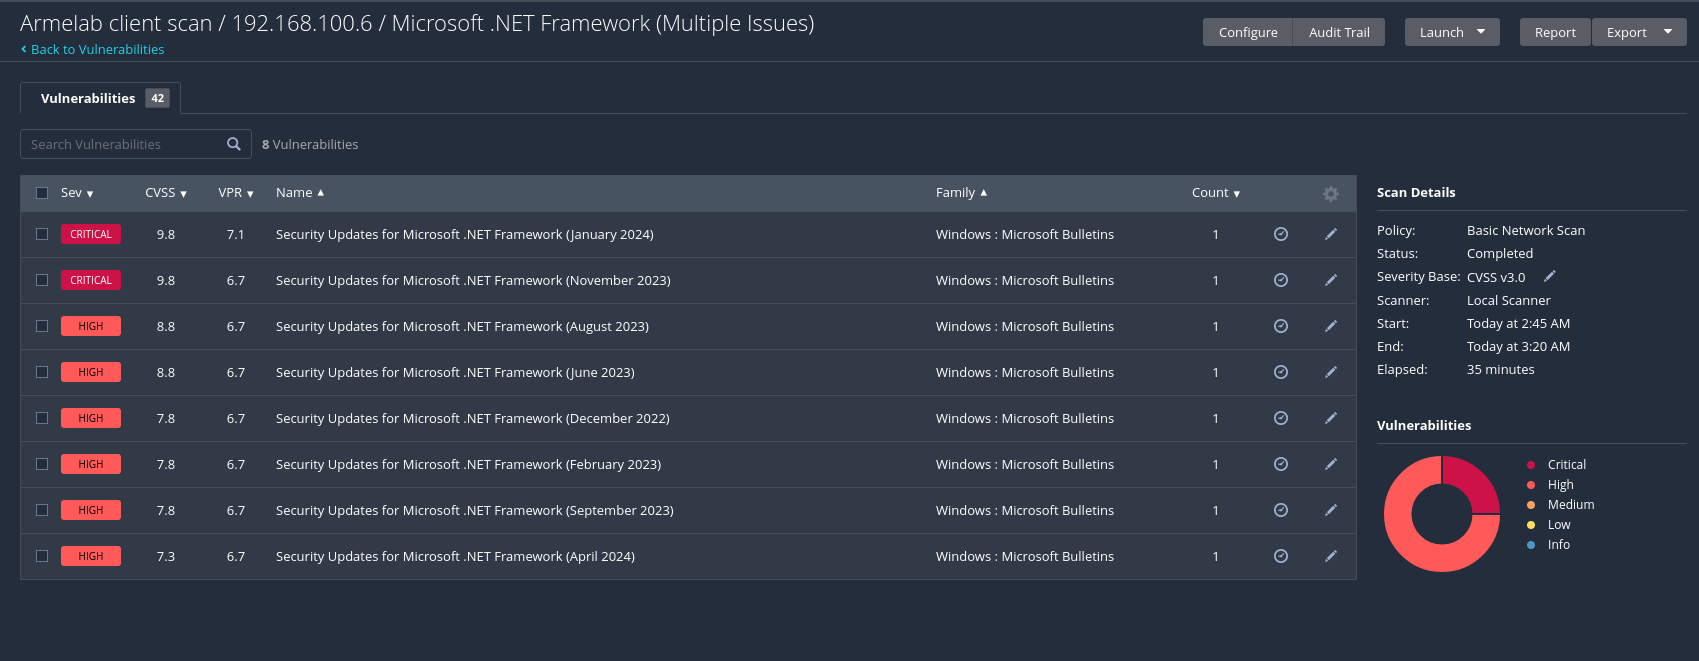 Armelab client scan / 192.168.100.6 / Microsoft .NET Framework (Multiple Issues)
Back to Vulnerabilities
Configure Audit Trail Launch Report Export
Vulnerabilities 42
Search Vulnerabilities 8 Vulnerabilities
Sev CVSS VPR Name Family Count
CRITICAL 9.8 7.1 Security Updates for Microsoft .NET Framework (January 2024) Windows : Microsoft Bulletins 1
CRITICAL 9.8 6.7 Security Updates for Microsoft .NET Framework (November 2023) Windows : Microsoft Bulletins 1
HIGH 8.8 6.7 Security Updates for Microsoft .NET Framework (August 2023) Windows : Microsoft Bulletins 1
HIGH 8.8 6.7 Security Updates for Microsoft .NET Framework (June 2023) Windows : Microsoft Bulletins 1
HIGH 7.8 6.7 Security Updates for Microsoft .NET Framework (December 2022) Windows : Microsoft Bulletins 1
HIGH 7.8 6.7 Security Updates for Microsoft .NET Framework (February 2023) Windows : Microsoft Bulletins 1
HIGH 7.8 6.7 Security Updates for Microsoft .NET Framework (September 2023) Windows : Microsoft Bulletins 1
HIGH 7.3 6.7 Security Updates for Microsoft .NET Framework (April 2024) Windows : Microsoft Bulletins 1
Scan Details
Policy: Basic Network Scan
Status: Completed
Severity Base: CVSS v3.0
Scanner: Local Scanner
Start: Today at 2:45 AM
End: Today at 3:20 AM
Elapsed: 35 minutes
Vulnerabilities
Critical
High
Medium
Low
Info